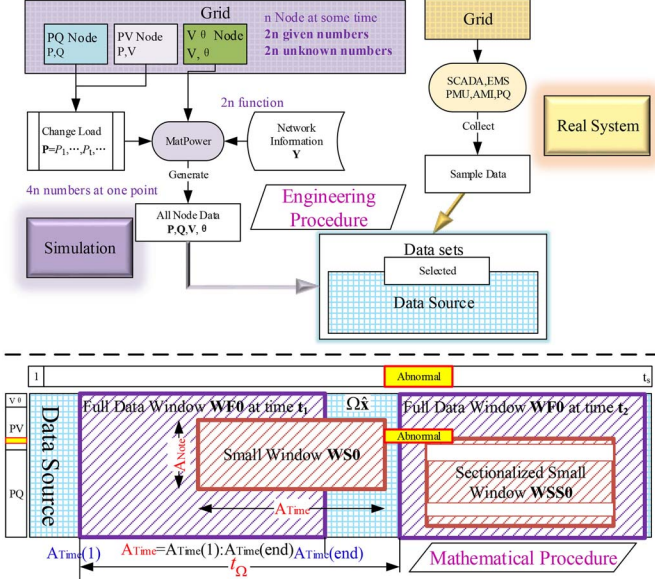 Grid
PQ Node
P,Q
PV Node
P,V
V θ Node
V, θ
n Node at some time
2n given numbers
2n unknown numbers
Grid
SCADA,EMS
PMU,AMI,PQ
Real System
Collect
Sample Data
2n function
Change Load
P=P1,…,Pt,…
MatPower
Network
Information
Y
Generate
4n numbers at one point
Simulation
All Node Data
P,Q,V, θ
Engineering
Procedure
Data sets
Selected
Data Source
1
Abnormal
ts
V θ
PV
PQ
Data Source
Full Data Window WF0 at time t1
Ωx̂
Full Data Window WF0 at time t2
Abnormal
ANote
Small Window WS0
Sectionalized Small
Window WSS0
ATime
ATime(1)
ATime=ATime(1):ATime(end)
ATime(end)
tΩ
Mathematical Procedure